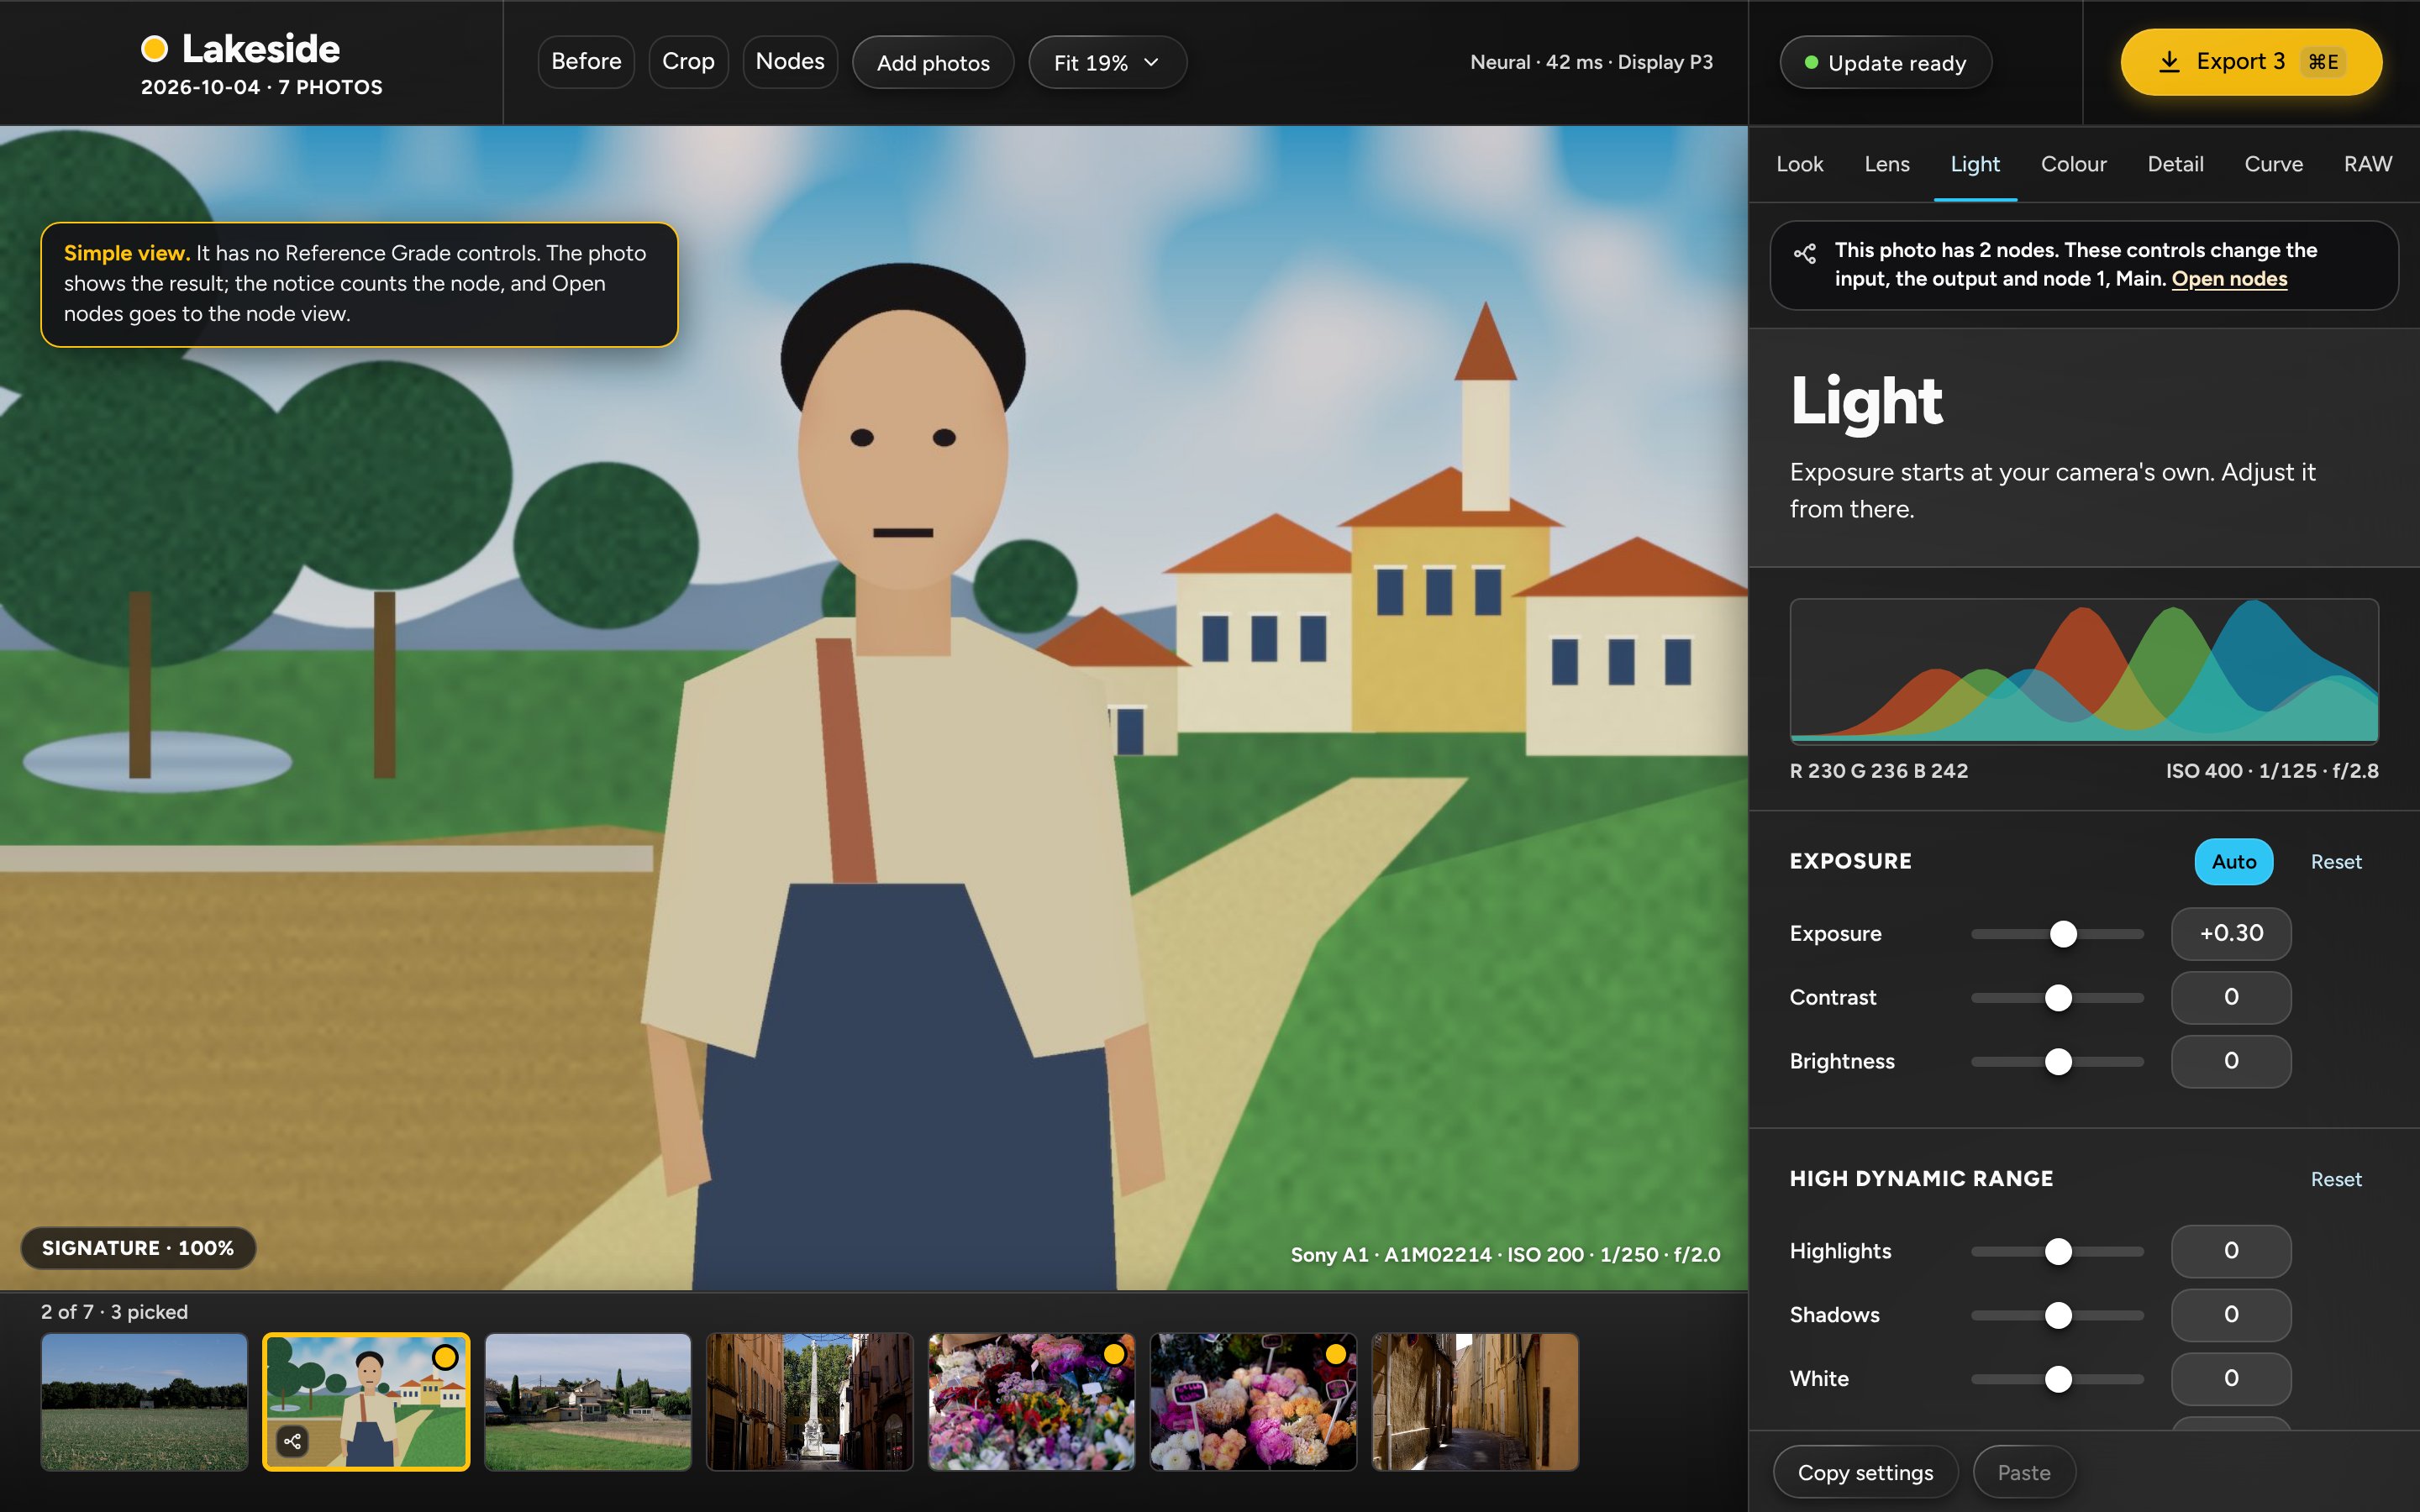 Lakeside
2026-10-04 · 7 PHOTOS
Before
Crop
Nodes
Add photos
Fit 19%
Neural · 42 ms · Display P3
Update ready
Export 3 ⌘E
Look
Lens
Light
Colour
Detail
Curve
RAW
Simple view. It has no Reference Grade controls. The photo
shows the result; the notice counts the node, and Open
nodes goes to the node view.
This photo has 2 nodes. These controls change the
input, the output and node 1, Main. Open nodes
Light
Exposure starts at your camera's own. Adjust it
from there.
R 230 G 236 B 242
ISO 400 · 1/125 · f/2.8
EXPOSURE
Auto
Reset
Exposure
+0.30
Contrast
0
Brightness
0
HIGH DYNAMIC RANGE
Reset
Highlights
0
Shadows
0
White
0
SIGNATURE · 100%
Sony A1 · A1M02214 · ISO 200 · 1/250 · f/2.0
2 of 7 · 3 picked
Copy settings
Paste